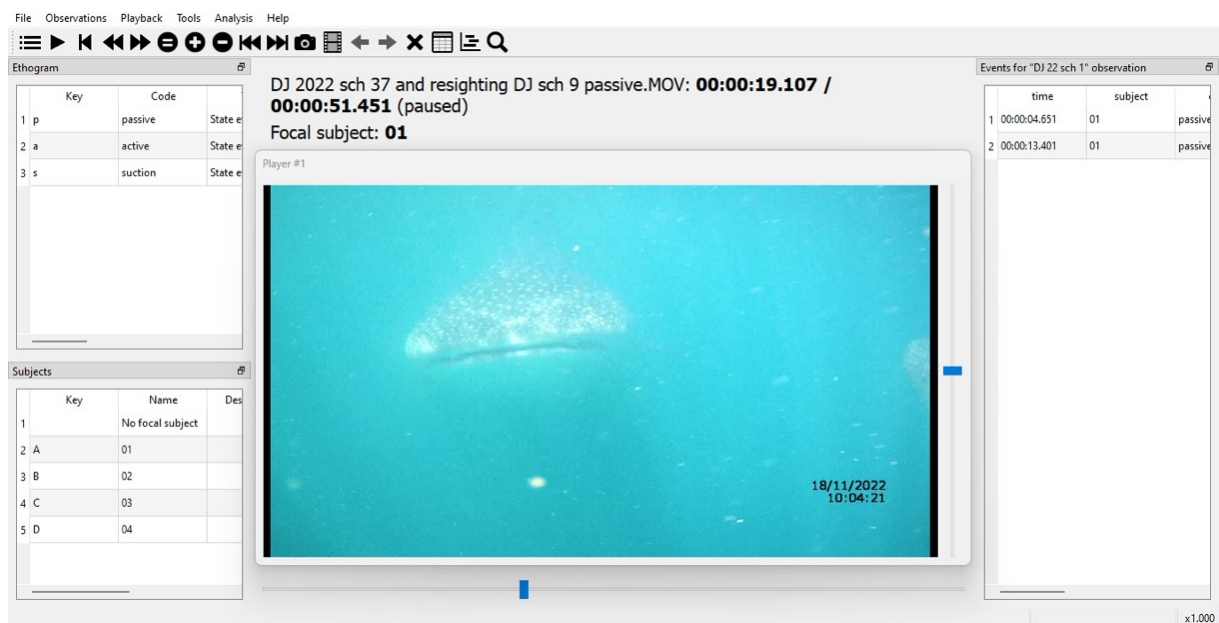 File Observations Playback Tools Analysis Help
Ethogram
Key Code
1 p passive State e
2 a active State e
3 s suction State e
Subjects
Key Name Des
1 No focal subject
2 A 01
3 B 02
4 C 03
5 D 04
DJ 2022 sch 37 and resighting DJ sch 9 passive.MOV: 00:00:19.107 /
00:00:51.451 (paused)
Focal subject: 01
Player #1
18/11/2022
10:04:21
Events for "DJ 22 sch 1" observation
time subject
1 00:00:04.651 01 passive
2 00:00:13.401 01 passive
x1.000